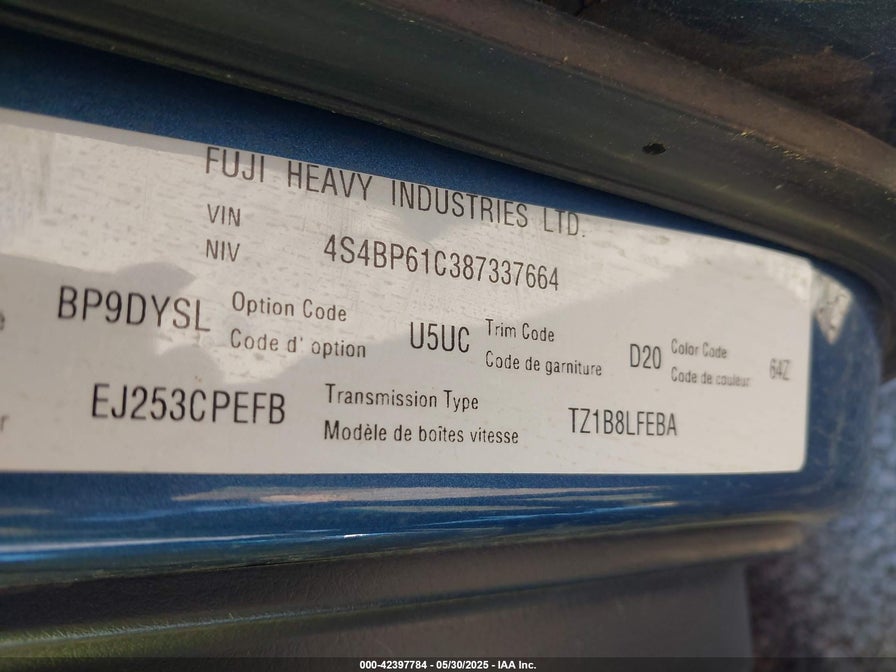 FUJI HEAVY INDUSTRIES LTD.
VIN
NIV
4S4BP61C387337664
BP9DYSL
Option Code
Code d' option
U5UC
Trim Code
Code de garniture
D20
Color Code
Code de couleur
64Z
EJ253CPEFB
Transmission Type
Modèle de boîtes vitesse
TZ1B8LFEBA
000-42397784 — 05/30/2025 — IAA Inc.